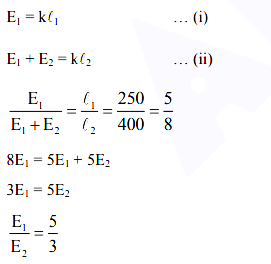 E₁ = kℓ₁ … (i)
E₁ + E₂ = kℓ₂ … (ii)
E₁ / (E₁ + E₂) = ℓ₁ / ℓ₂ = 250 / 400 = 5 / 8
8E₁ = 5E₁ + 5E₂
3E₁ = 5E₂
E₁ / E₂ = 5 / 3